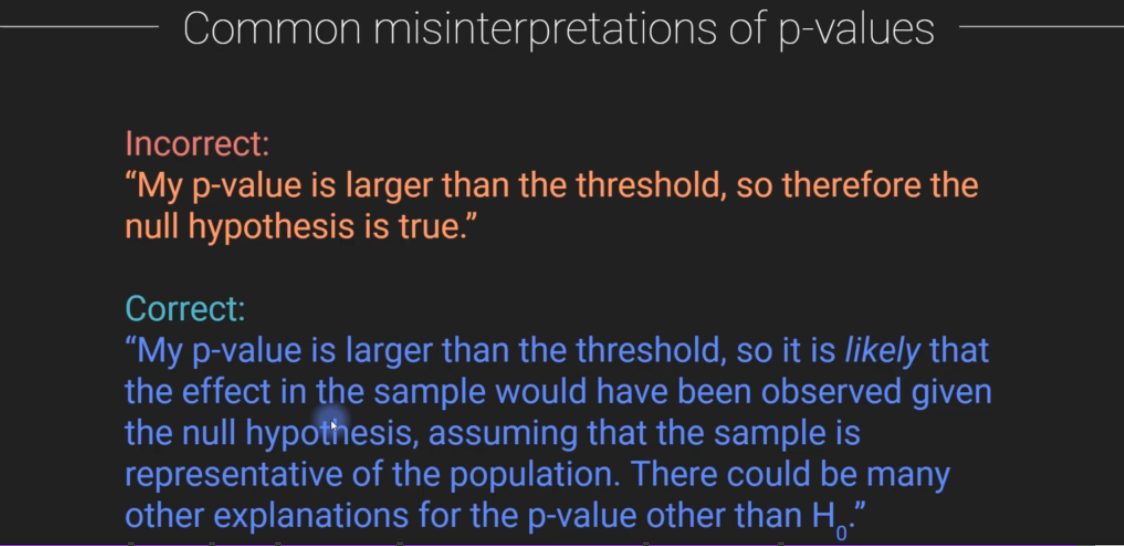 Common misinterpretations of p-values
Incorrect:
“My p-value is larger than the threshold, so therefore the
null hypothesis is true.”
Correct:
“My p-value is larger than the threshold, so it is likely that
the effect in the sample would have been observed given
the null hypothesis, assuming that the sample is
representative of the population. There could be many
other explanations for the p-value other than H₀.”